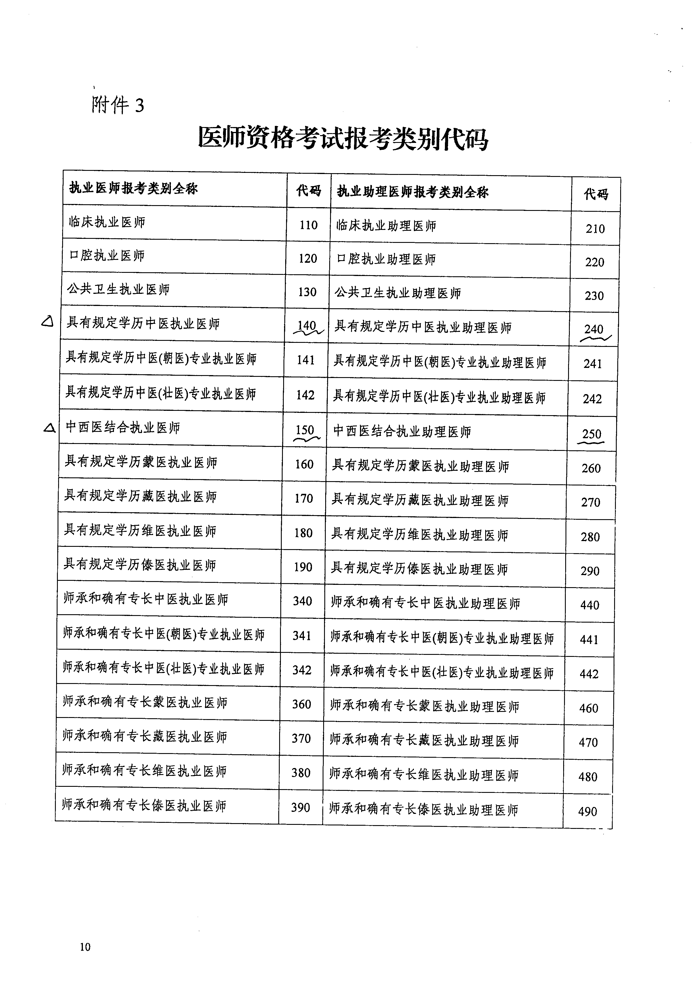 附件 3
医师资格考试报考类别代码
执业医师报考类别全称 代码 执业助理医师报考类别全称 代码
临床执业医师 110 临床执业助理医师 210
口腔执业医师 120 口腔执业助理医师 220
公共卫生执业医师 130 公共卫生执业助理医师 230
△ 具有规定学历中医执业医师 140 具有规定学历中医执业助理医师 240
具有规定学历中医(朝医)专业执业医师 141 具有规定学历中医(朝医)专业执业助理医师 241
具有规定学历中医(壮医)专业执业医师 142 具有规定学历中医(壮医)专业执业助理医师 242
△ 中西医结合执业医师 150 中西医结合执业助理医师 250
具有规定学历蒙医执业医师 160 具有规定学历蒙医执业助理医师 260
具有规定学历藏医执业医师 170 具有规定学历藏医执业助理医师 270
具有规定学历维医执业医师 180 具有规定学历维医执业助理医师 280
具有规定学历傣医执业医师 190 具有规定学历傣医执业助理医师 290
师承和确有专长中医执业医师 340 师承和确有专长中医执业助理医师 440
师承和确有专长中医(朝医)专业执业医师 341 师承和确有专长中医(朝医)专业执业助理医师 441
师承和确有专长中医(壮医)专业执业医师 342 师承和确有专长中医(壮医)专业执业助理医师 442
师承和确有专长蒙医执业医师 360 师承和确有专长蒙医执业助理医师 460
师承和确有专长藏医执业医师 370 师承和确有专长藏医执业助理医师 470
师承和确有专长维医执业医师 380 师承和确有专长维医执业助理医师 480
师承和确有专长傣医执业医师 390 师承和确有专长傣医执业助理医师 490
10